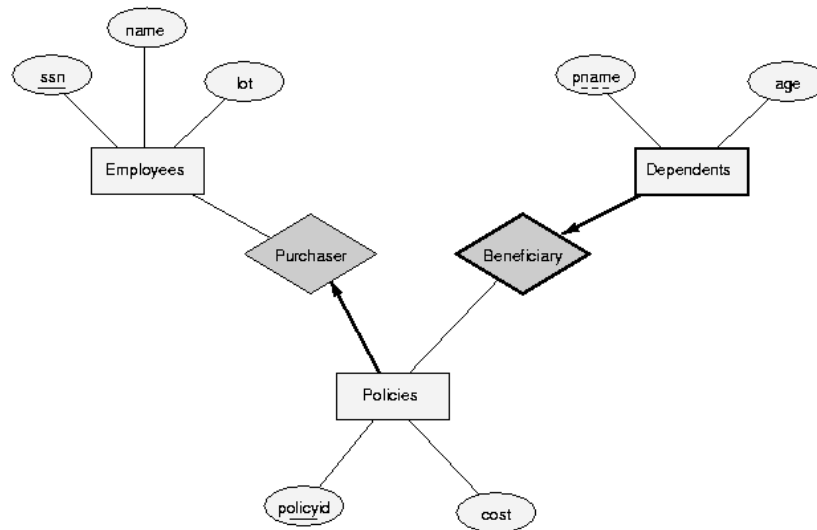 name
ssn
lot
pname
age
Employees
Dependents
Purchaser
Beneficiary
Policies
policyid
cost